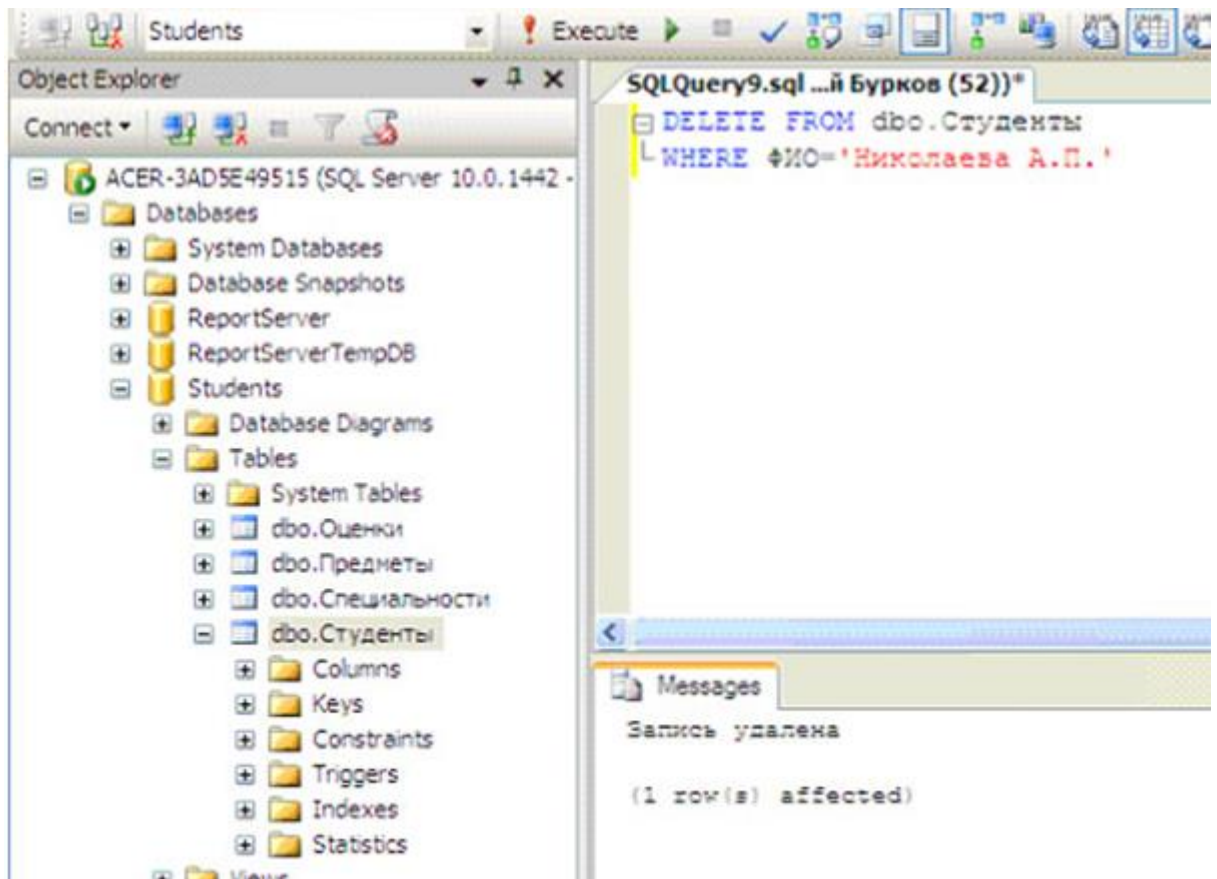 Students
Execute
Object Explorer
Connect
ACER-3AD5E49515 (SQL Server 10.0.1442 -
Databases
System Databases
Database Snapshots
ReportServer
ReportServerTempDB
Students
Database Diagrams
Tables
System Tables
dbo.Оценки
dbo.Предметы
dbo.Специальности
dbo.Студенты
Columns
Keys
Constraints
Triggers
Indexes
Statistics
Views
SQLQuery9.sql ...й Бурков (52))*
DELETE FROM dbo.Студенты
WHERE ФИО='Николаева А.П.'
Messages
Запись удалена
(1 row(s) affected)